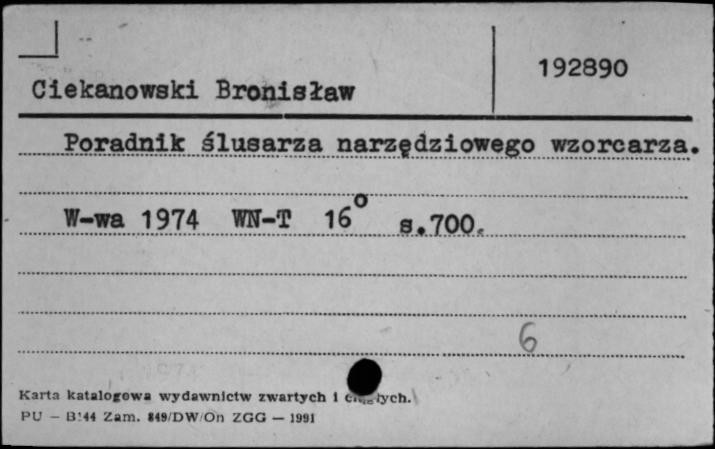 192890
Ciekanowski Bronisław
Poradnik ślusarza narzędziowego wzorcarza.
W-wa 1974 WN-T 16° s.700.
6
Karta katalogowa wydawnictw zwartych i
PU – B144 Zam. 849/DW/On ZGG — 1991